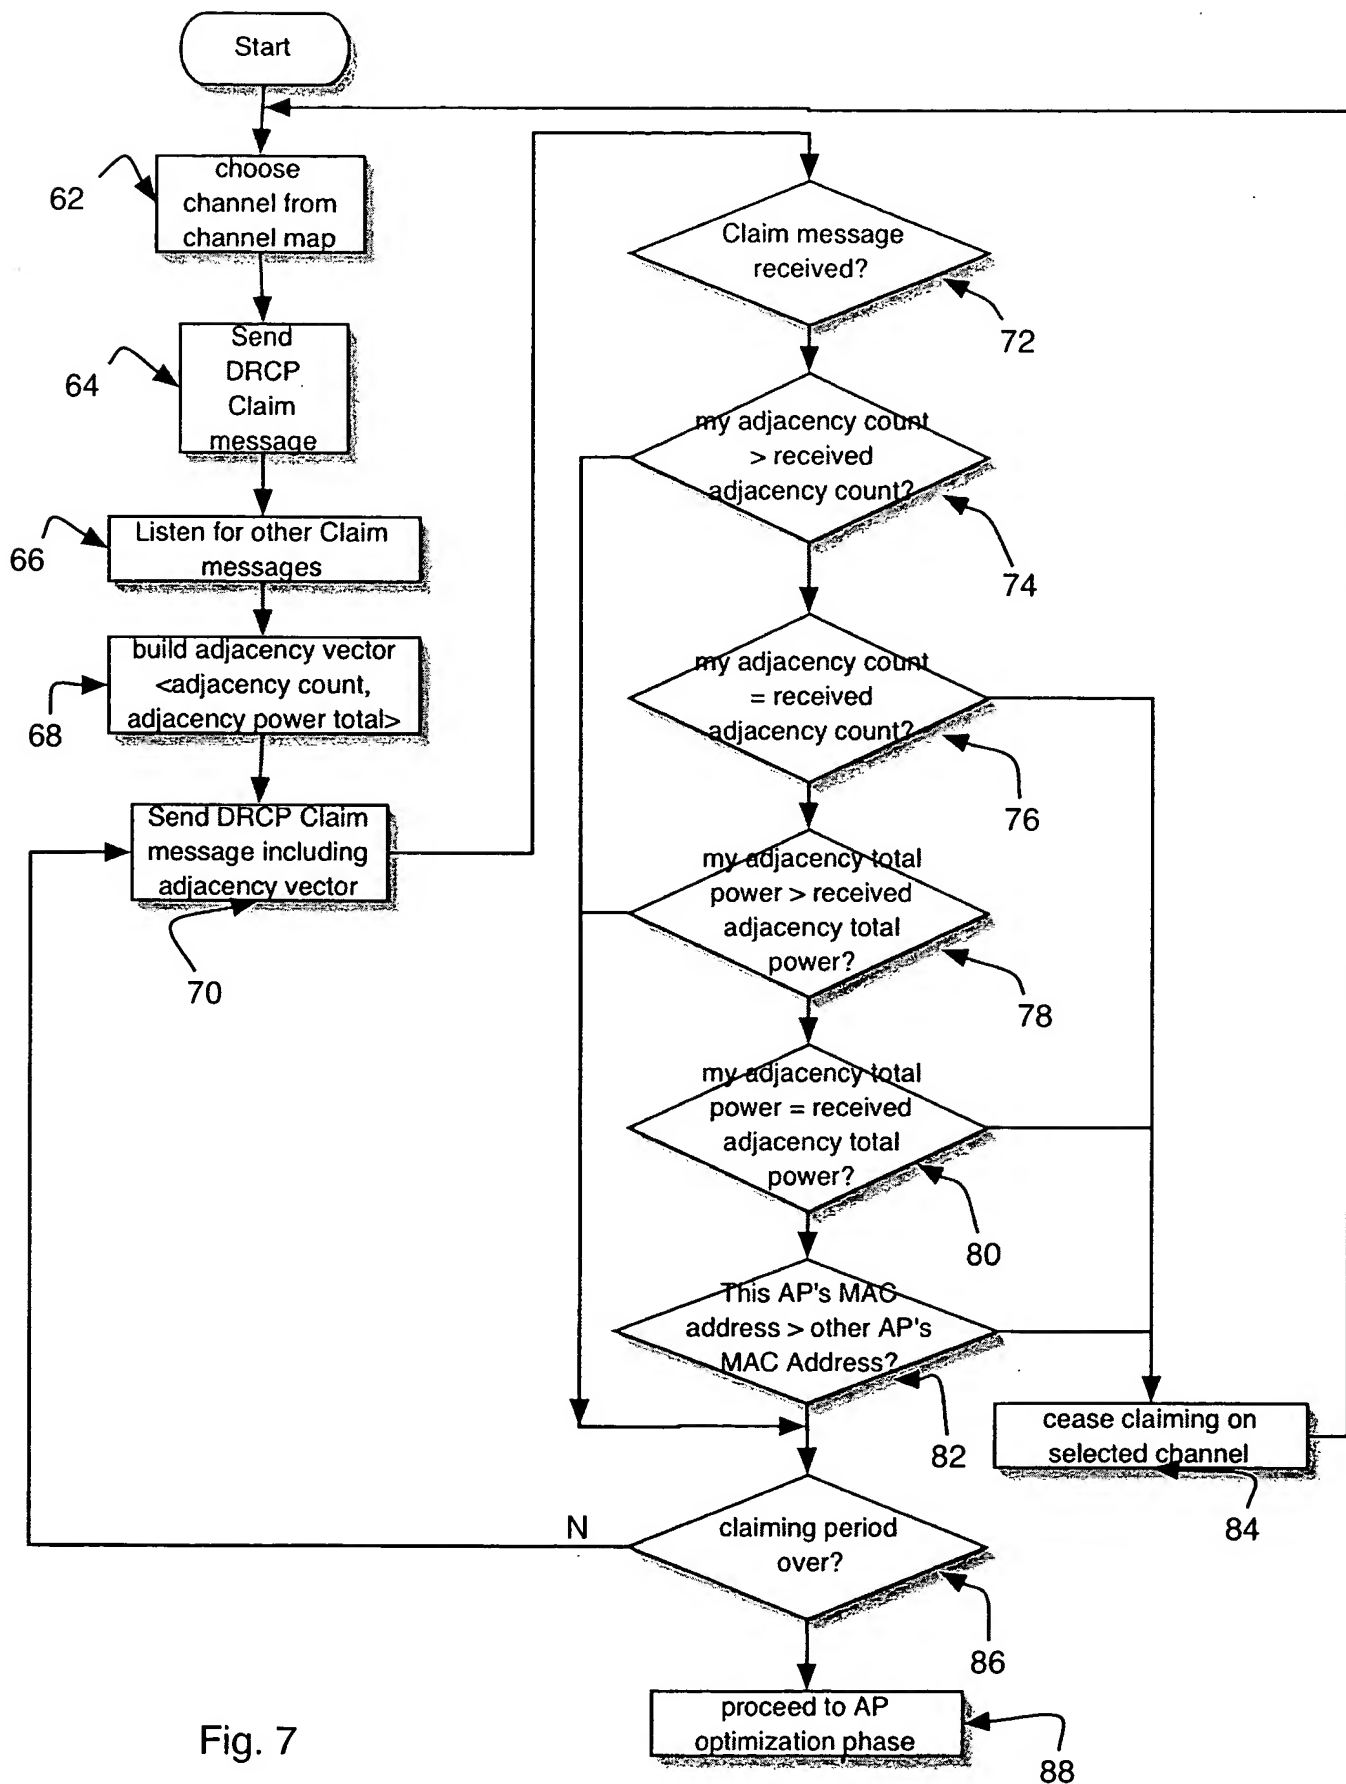 Start
choose
channel from
channel map
62
Send
DRCP
Claim
message
64
Listen for other Claim
messages
66
build adjacency vector
<adjacency count,
adjacency power total>
68
Send DRCP Claim
message including
adjacency vector
70
Claim message
received?
72
my adjacency count
> received
adjacency count?
74
my adjacency count
= received
adjacency count?
76
my adjacency total
power > received
adjacency total
power?
78
my adjacency total
power = received
adjacency total
power?
80
This AP's MAC
address > other AP's
MAC Address?
82
cease claiming on
selected channel
84
N
claiming period
over?
86
proceed to AP
optimization phase
88
Fig. 7